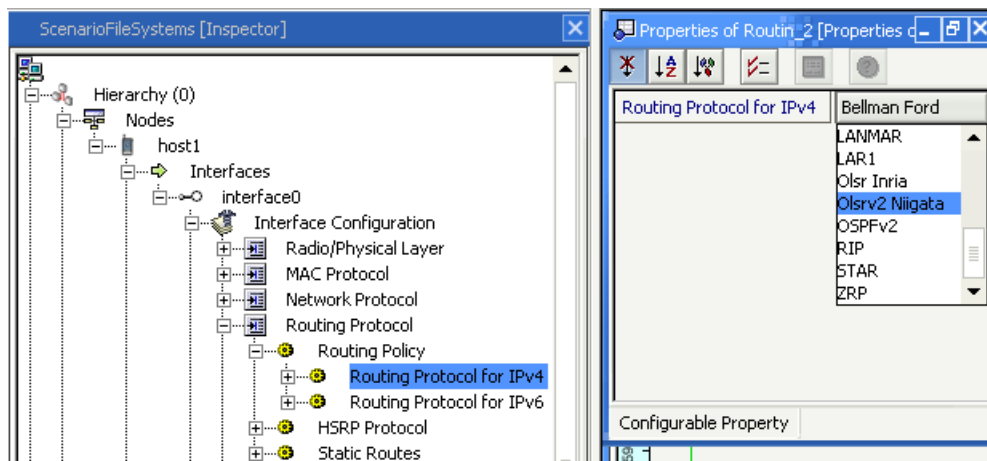 ScenarioFileSystems [Inspector]
Hierarchy (0)
Nodes
host1
Interfaces
interface0
Interface Configuration
Radio/Physical Layer
MAC Protocol
Network Protocol
Routing Protocol
Routing Policy
Routing Protocol for IPv4
Routing Protocol for IPv6
HSRP Protocol
Static Routes
Properties of Routin_2 [Properties
Routing Protocol for IPv4
Bellman Ford
LANMAR
LAR1
Olsr Inria
Olsrv2 Niigata
OSPFv2
RIP
STAR
ZRP
Configurable Property
59